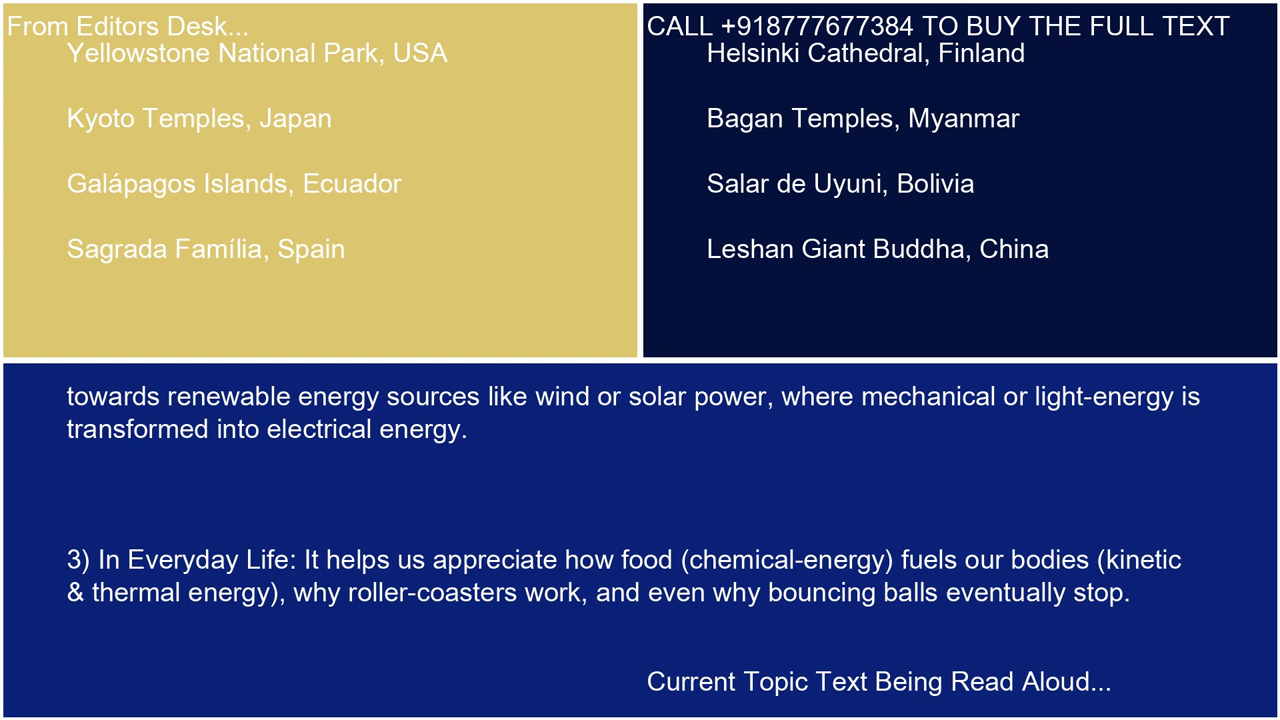 From Editors Desk...
Yellowstone National Park, USA
Kyoto Temples, Japan
Galápagos Islands, Ecuador
Sagrada Família, Spain
CALL +918777677384 TO BUY THE FULL TEXT
Helsinki Cathedral, Finland
Bagan Temples, Myanmar
Salar de Uyuni, Bolivia
Leshan Giant Buddha, China
towards renewable energy sources like wind or solar power, where mechanical or light-energy is
transformed into electrical energy.
3) In Everyday Life: It helps us appreciate how food (chemical-energy) fuels our bodies (kinetic
& thermal energy), why roller-coasters work, and even why bouncing balls eventually stop.
Current Topic Text Being Read Aloud...